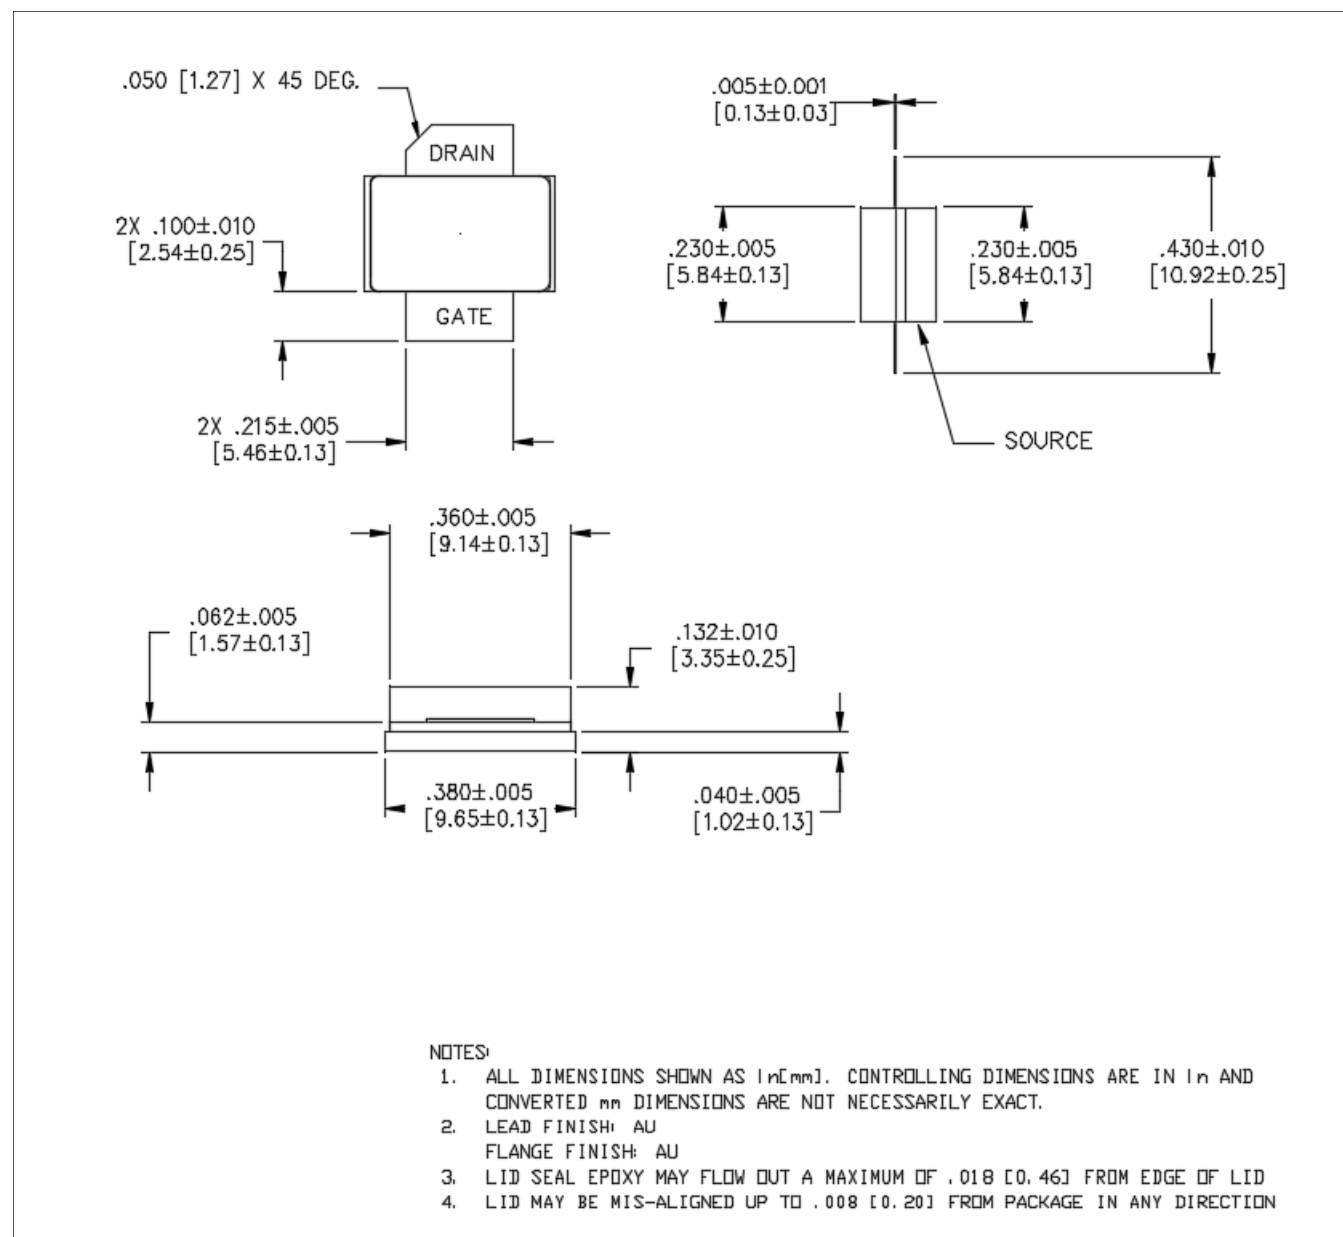 .050 [1.27] X 45 DEG.
DRAIN
2X .100±.010
[2.54±0.25]
GATE
2X .215±.005
[5.46±0.13]
.005±0.001
[0.13±0.03]
.230±.005
[5.84±0.13]
.230±.005
[5.84±0.13]
.430±.010
[10.92±0.25]
SOURCE
.360±.005
[9.14±0.13]
.062±.005
[1.57±0.13]
.132±.010
[3.35±0.25]
.380±.005
[9.65±0.13]
.040±.005
[1.02±0.13]
NOTES:
1. ALL DIMENSIONS SHOWN AS In[mm]. CONTROLLING DIMENSIONS ARE IN In AND
CONVERTED mm DIMENSIONS ARE NOT NECESSARILY EXACT.
2. LEAD FINISH: AU
FLANGE FINISH: AU
3. LID SEAL EPOXY MAY FLOW OUT A MAXIMUM OF .018 [0.46] FROM EDGE OF LID
4. LID MAY BE MIS-ALIGNED UP TO .008 [0.20] FROM PACKAGE IN ANY DIRECTION